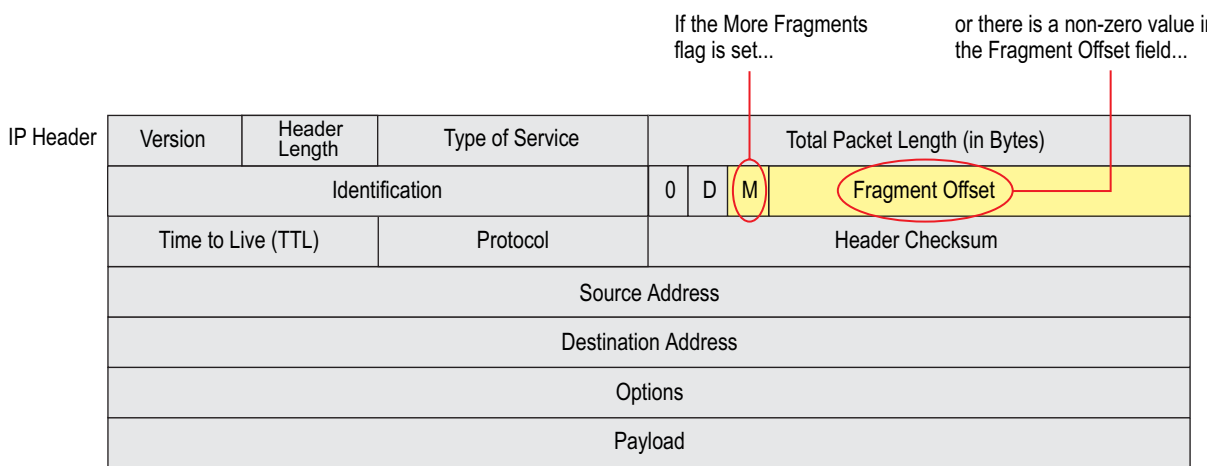 If the More Fragments
flag is set...
or there is a non-zero value in
the Fragment Offset field...
IP Header
Version
Header
Length
Type of Service
Total Packet Length (in Bytes)
Identification
0
D
M
Fragment Offset
Time to Live (TTL)
Protocol
Header Checksum
Source Address
Destination Address
Options
Payload